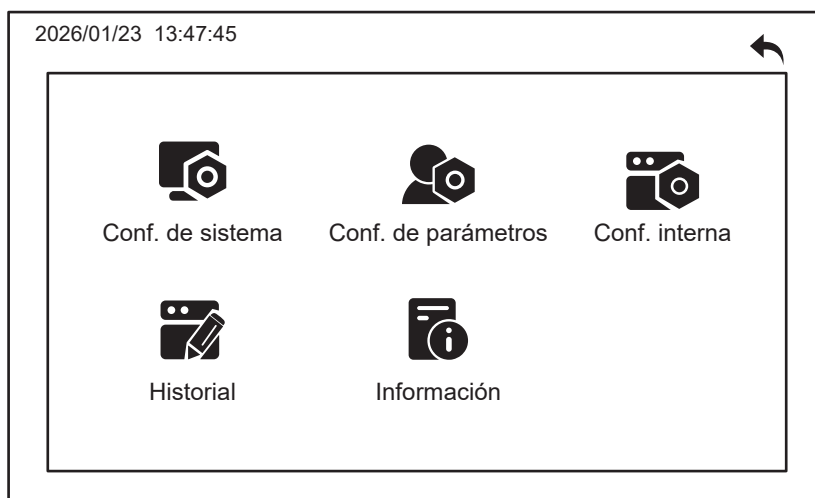 2026/01/23 13:47:45
Conf. de sistema
Conf. de parámetros
Conf. interna
Historial
Información